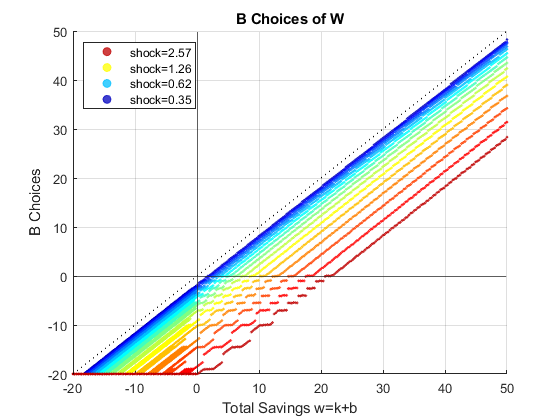 B Choices of W
shock=2.57
shock=1.26
shock=0.62
shock=0.35
B Choices
50
40
30
20
10
0
-10
-20
-20
-10
0
10
20
30
40
50
Total Savings w=k+b